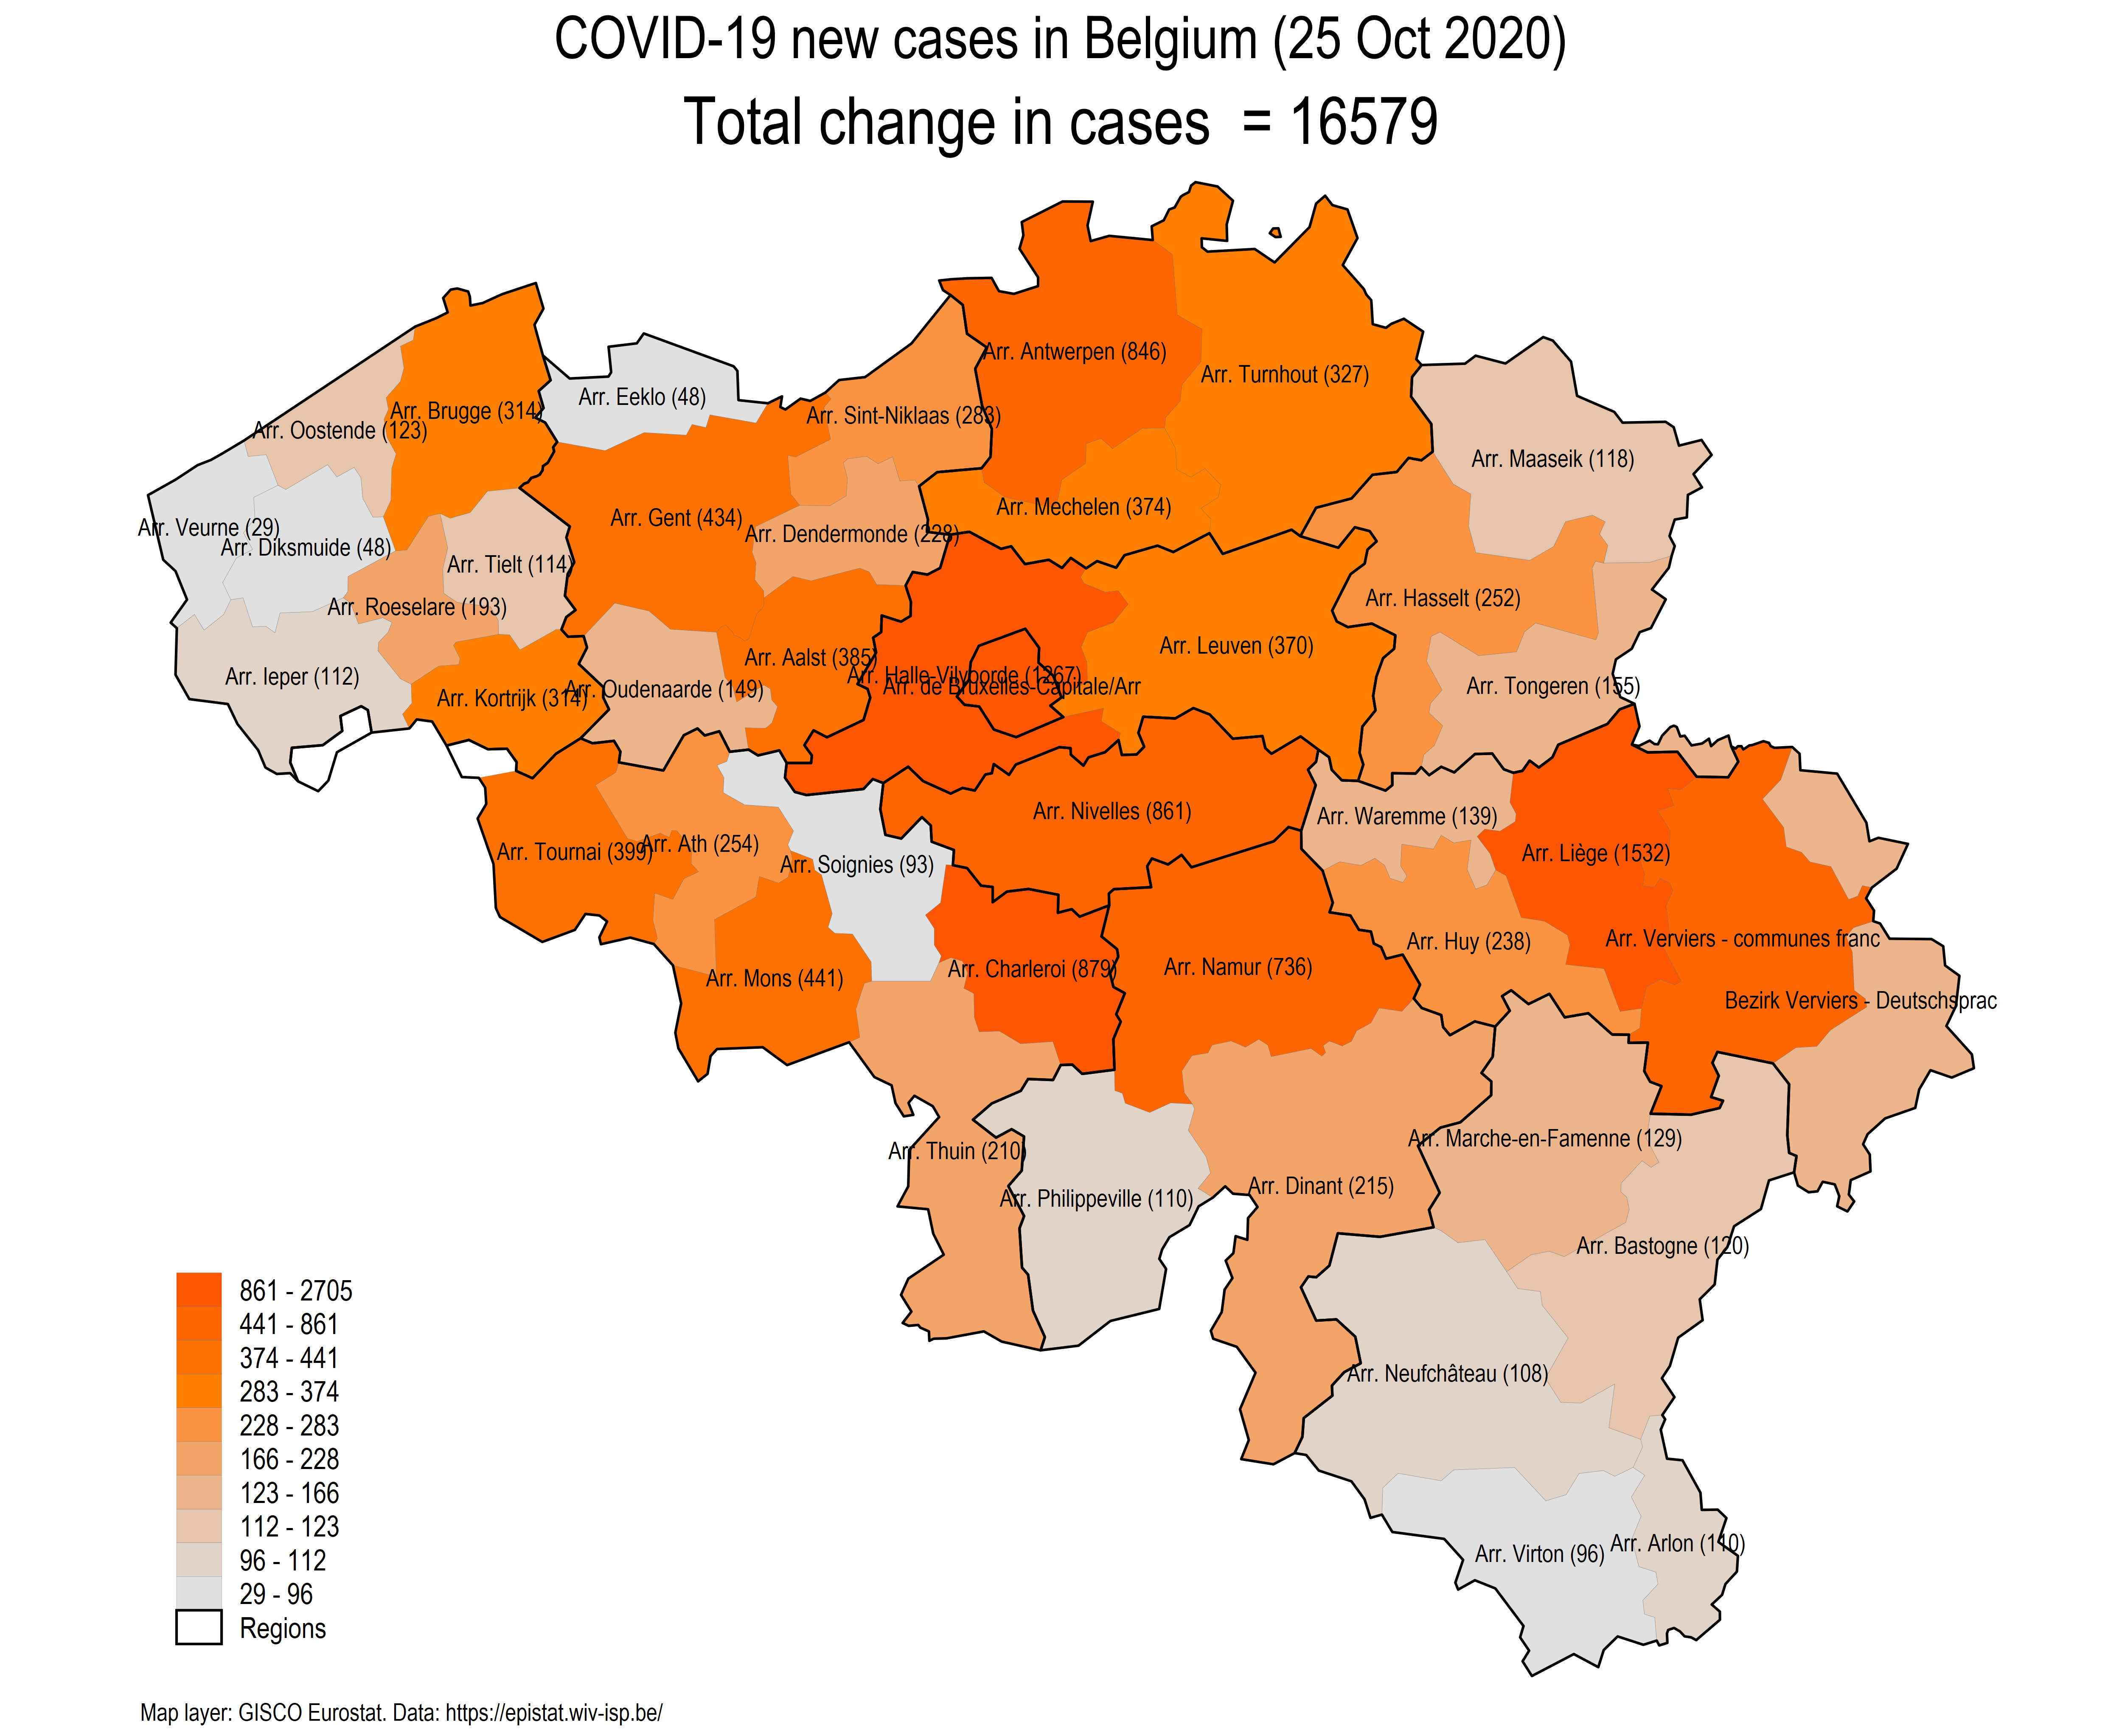 COVID-19 new cases in Belgium (25 Oct 2020)
Total change in cases = 16579
Arr. Antwerpen (846)
Arr. Turnhout (327)
Arr. Eeklo (48)
Arr. Brugge (314)
Arr. Sint-Niklaas (283)
Arr. Oostende (123)
Arr. Maaseik (118)
Arr. Mechelen (374)
Arr. Gent (434)
Arr. Veurne (29)
Arr. Dendermonde (228)
Arr. Diksmuide (48)
Arr. Tielt (114)
Arr. Hasselt (252)
Arr. Roeselare (193)
Arr. Leuven (370)
Arr. Aalst (385)
Arr. Halle-Vilvoorde (1267)
Arr. Ieper (112)
Arr. de Bruxelles-Capitale/Arr
Arr. Tongeren (155)
Arr. Oudenaarde (149)
Arr. Kortrijk (314)
Arr. Nivelles (861)
Arr. Waremme (139)
Arr. Ath (254)
Arr. Tournai (399)
Arr. Liège (1532)
Arr. Soignies (93)
Arr. Verviers - communes franc
Arr. Huy (238)
Arr. Namur (736)
Arr. Charleroi (879)
Arr. Mons (441)
Bezirk Verviers - Deutschsprac
Arr. Marche-en-Famenne (129)
Arr. Thuin (210)
Arr. Dinant (215)
Arr. Philippeville (110)
Arr. Bastogne (120)
Arr. Neufchâteau (108)
Arr. Arlon (110)
Arr. Virton (96)
861 - 2705
441 - 861
374 - 441
283 - 374
228 - 283
166 - 228
123 - 166
112 - 123
96 - 112
29 - 96
Regions
Map layer: GISCO Eurostat. Data: https://epistat.wiv-isp.be/